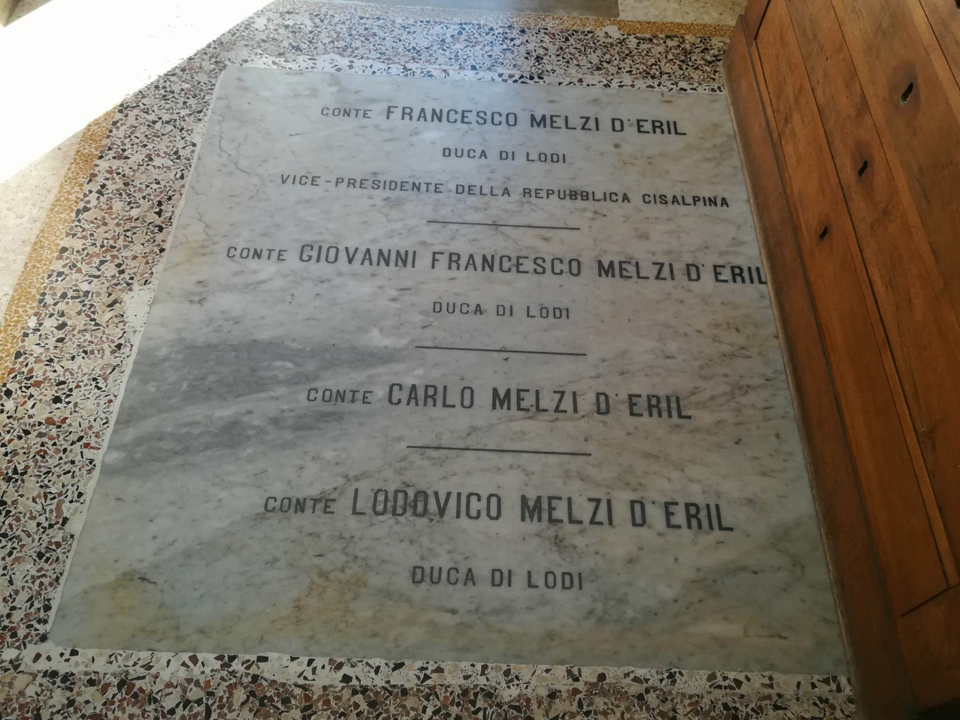 CONTE FRANCESCO MELZI D'ERIL
DUCA DI LODI
VICE-PRESIDENTE DELLA REPUBBLICA CISALPINA
CONTE GIOVANNI FRANCESCO MELZI D'ERIL
DUCA DI LODI
CONTE CARLO MELZI D'ERIL
CONTE LODOVICO MELZI D'ERIL
DUCA DI LODI